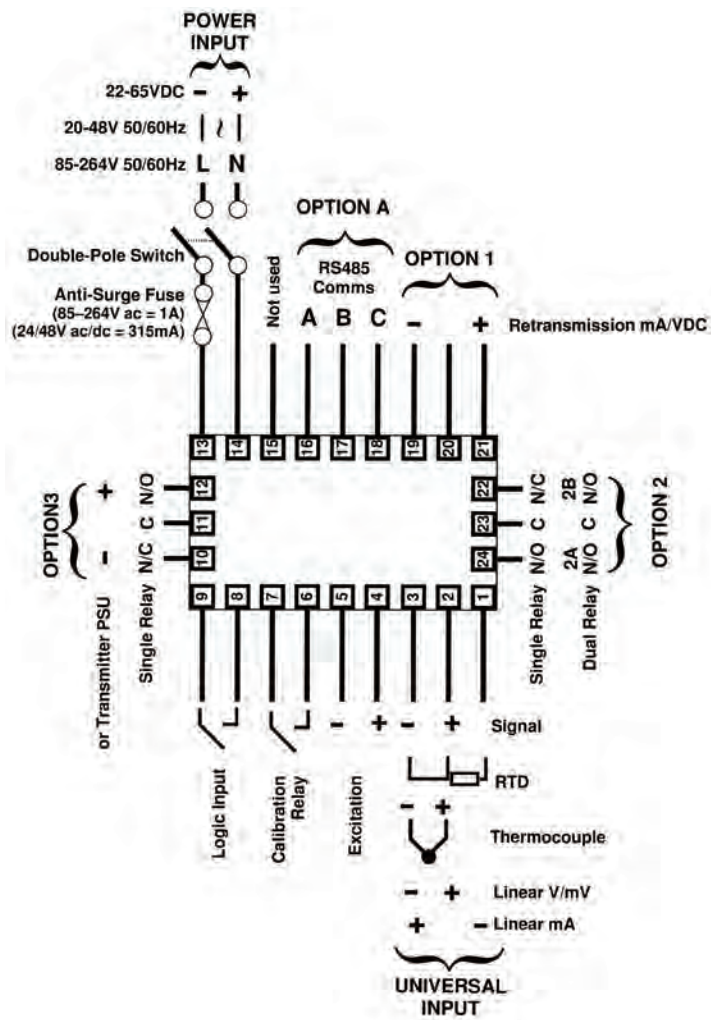 POWER
INPUT
22-65VDC - +
20-48V 50/60Hz ~
85-264V 50/60Hz L N
OPTION A
OPTION 1
Double-Pole Switch
Not used
RS485
Comms
Anti-Surge Fuse
(85–264V ac = 1A)
(24/48V ac/dc = 315mA)
A B C - +
Retransmission mA/VDC
13 14 15 16 17 18 19 20 21
OPTION3
+ -
or Transmitter PSU
N/O C N/C
Single Relay
12
11
10
22
23
24
N/C C N/O
Single Relay
2B 2A
N/O C N/O
Dual Relay
OPTION 2
9 8 7 6 5 4 3 2 1
- + - +
Signal
Logic Input
Calibration
Relay
Excitation
RTD
- +
Thermocouple
- + Linear V/mV
+ - Linear mA
UNIVERSAL
INPUT